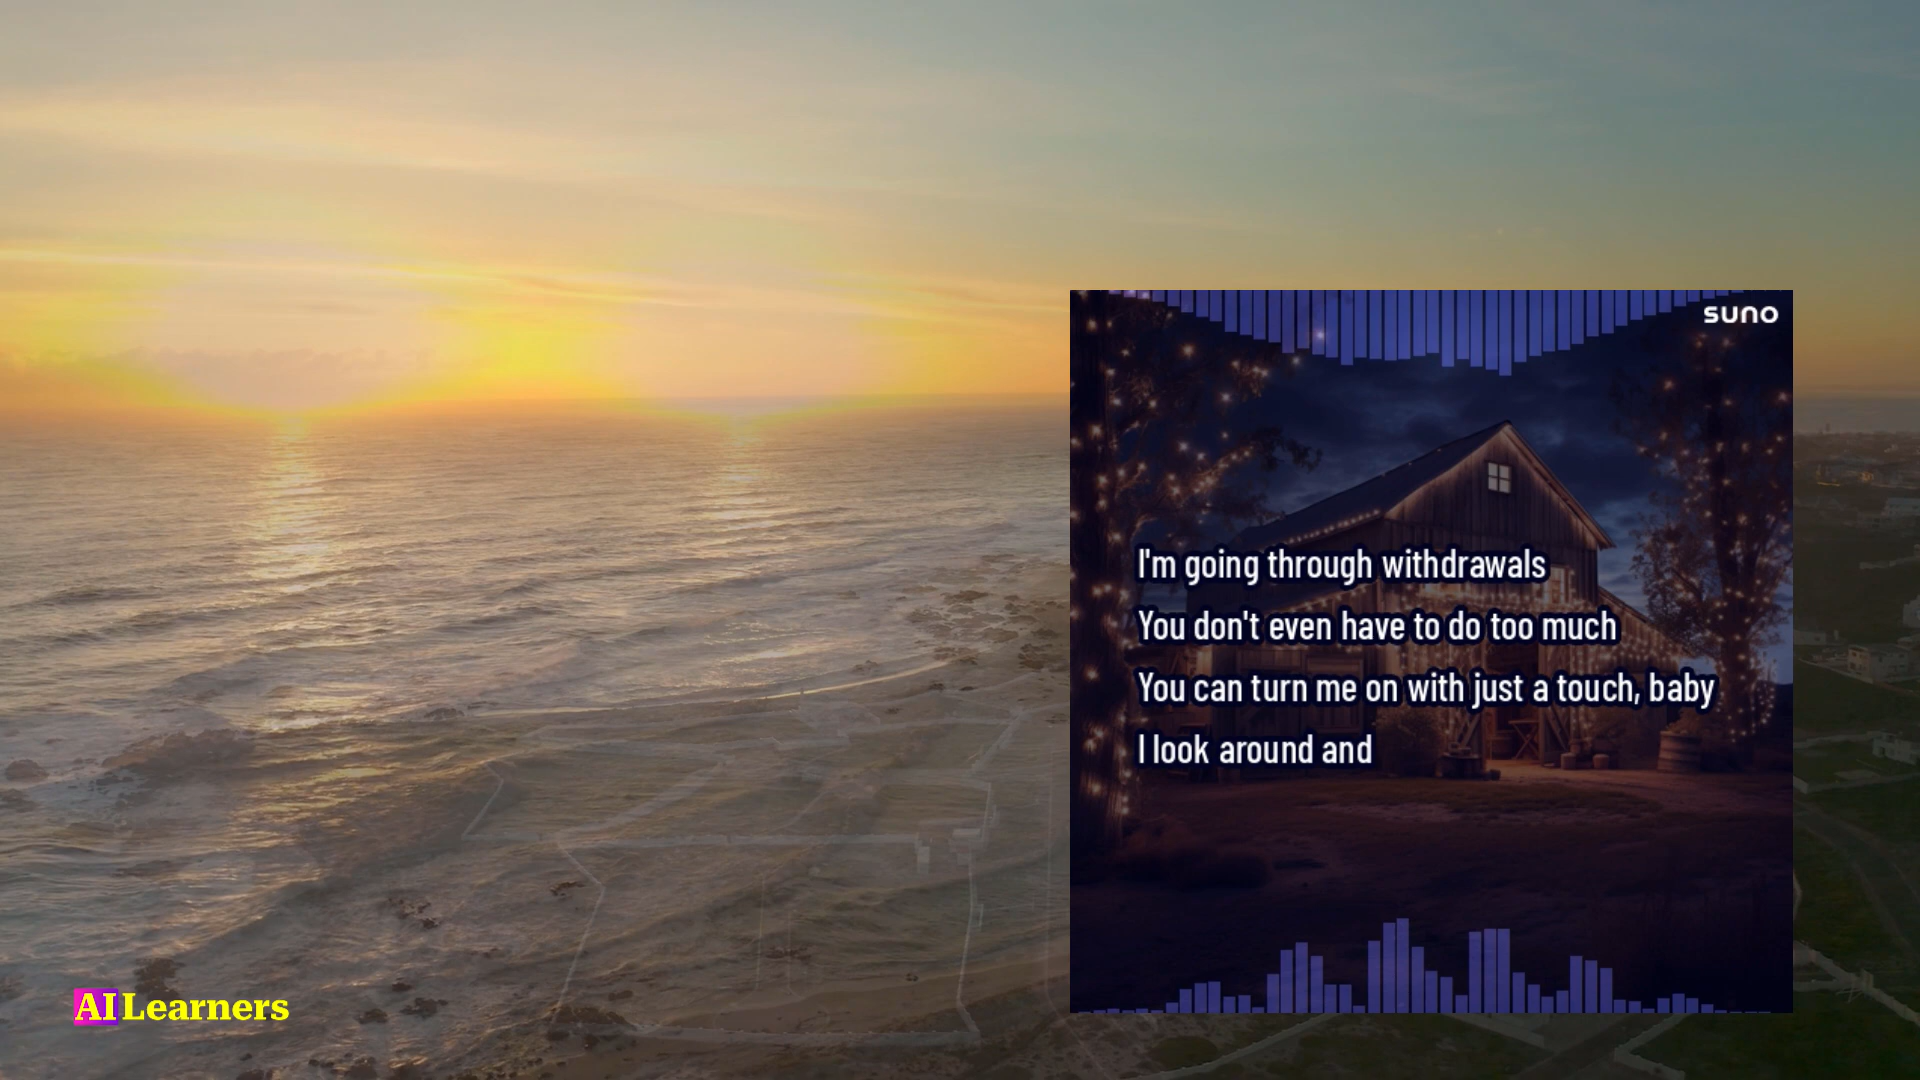 SUNO
I'm going through withdrawals
You don't even have to do too much
You can turn me on with just a touch, baby
I look around and
AI Learners